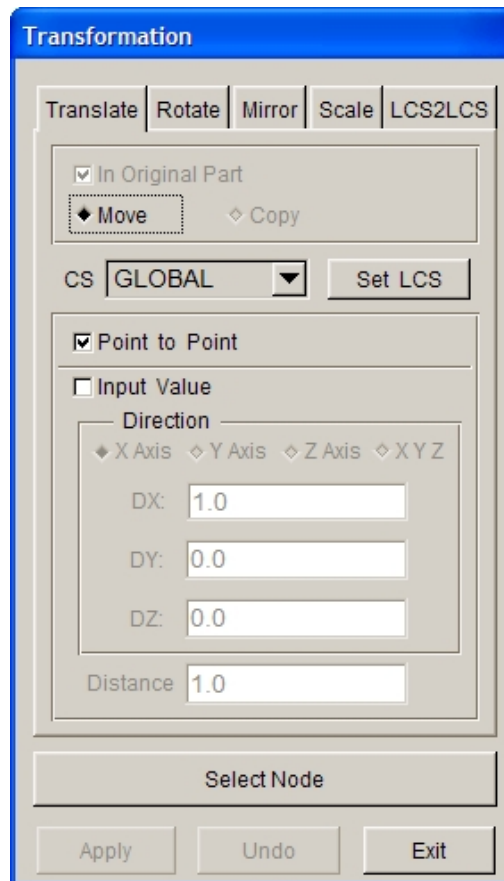 Transformation
Translate Rotate Mirror Scale LCS2LCS
In Original Part
Move Copy
CS GLOBAL Set LCS
Point to Point
Input Value
Direction
X Axis Y Axis Z Axis X Y Z
DX: 1.0
DY: 0.0
DZ: 0.0
Distance 1.0
Select Node
Apply Undo Exit